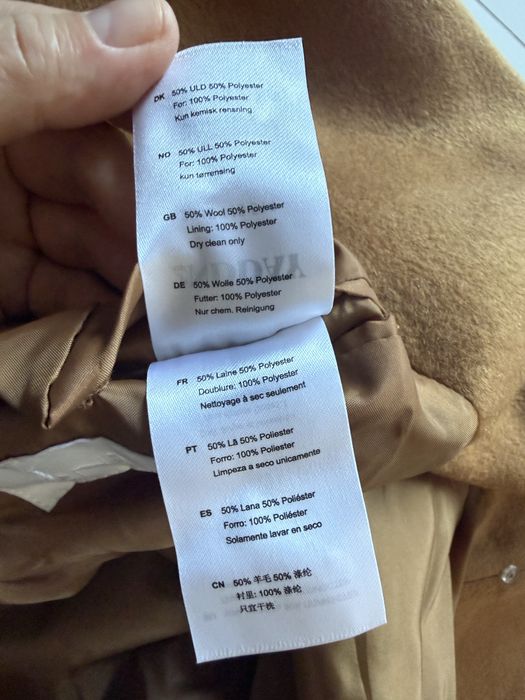 DK 50% ULD 50% Polyester
For: 100% Polyester
Kun kemisk rensning
NO 50% ULL 50% Polyester
For: 100% Polyester
kun tørrensing
GB 50% Wool 50% Polyester
Lining: 100% Polyester
Dry clean only
DE 50% Wolle 50% Polyester
Futter: 100% Polyester
Nur chem. Reinigung
FR 50% Laine 50% Polyester
Doublure: 100% Polyester
Nettoyage à sec seulement
PT 50% Lã 50% Poliester
Forro: 100% Poliester
Limpeza a seco unicamente
ES 50% Lana 50% Poliéster
Forro: 100% Poliéster
Solamente lavar en seco
CN 50% 羊毛 50% 涤纶
衬里: 100% 涤纶
只宜干洗